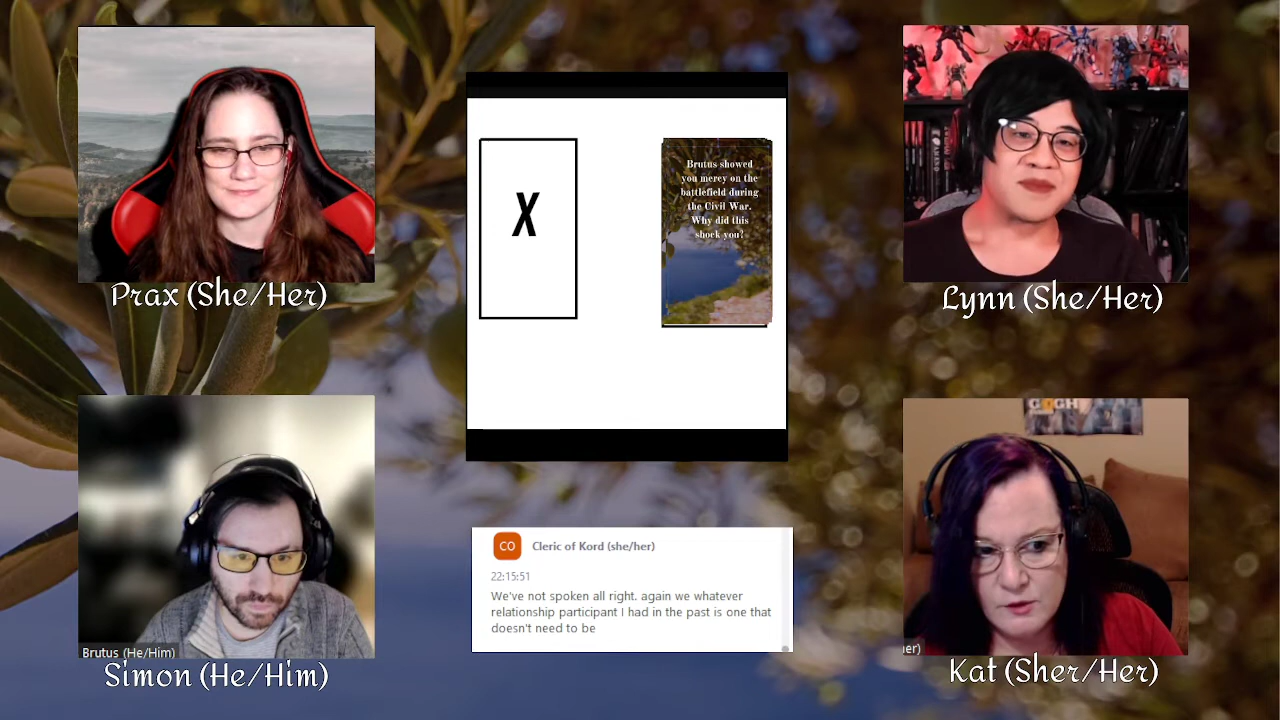 Prax (She/Her)
Lynn (She/Her)
X
Brutus showed
you mercy on the
battlefield during
the Civil War.
Why did this
shock you?
GOGH
Brutus (He/Him)
Simon (He/Him)
CO
Cleric of Kord (she/her)
22:15:51
We've not spoken all right. again we whatever
relationship participant I had in the past is one that
doesn't need to be
er)
Kat (Sher/Her)